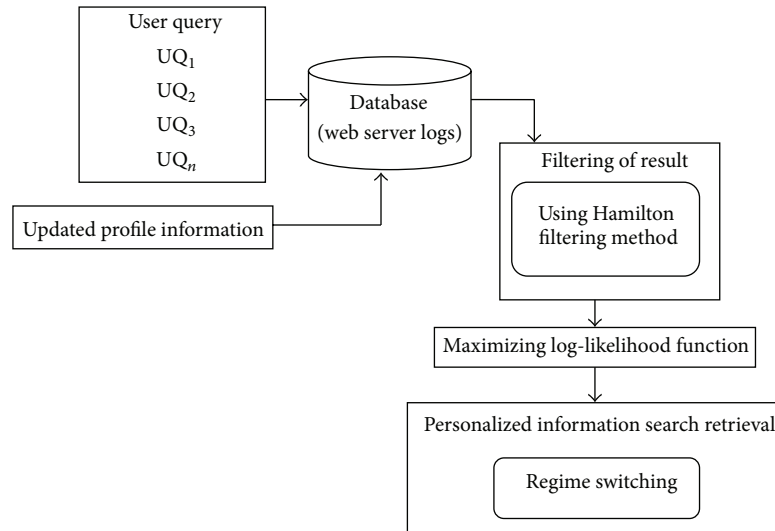 User query
UQ₁
UQ₂
UQ₃
UQₙ
Database
(web server logs)
Updated profile information
Filtering of result
Using Hamilton
filtering method
Maximizing log-likelihood function
Personalized information search retrieval
Regime switching